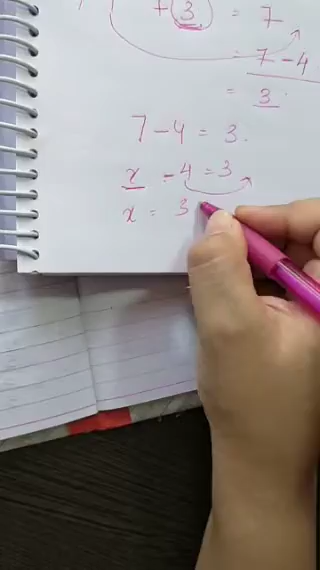 + 3 = 7
= 7 - 4
= 3.
7 - 4 = 3.
x - 4 = 3
x = 3